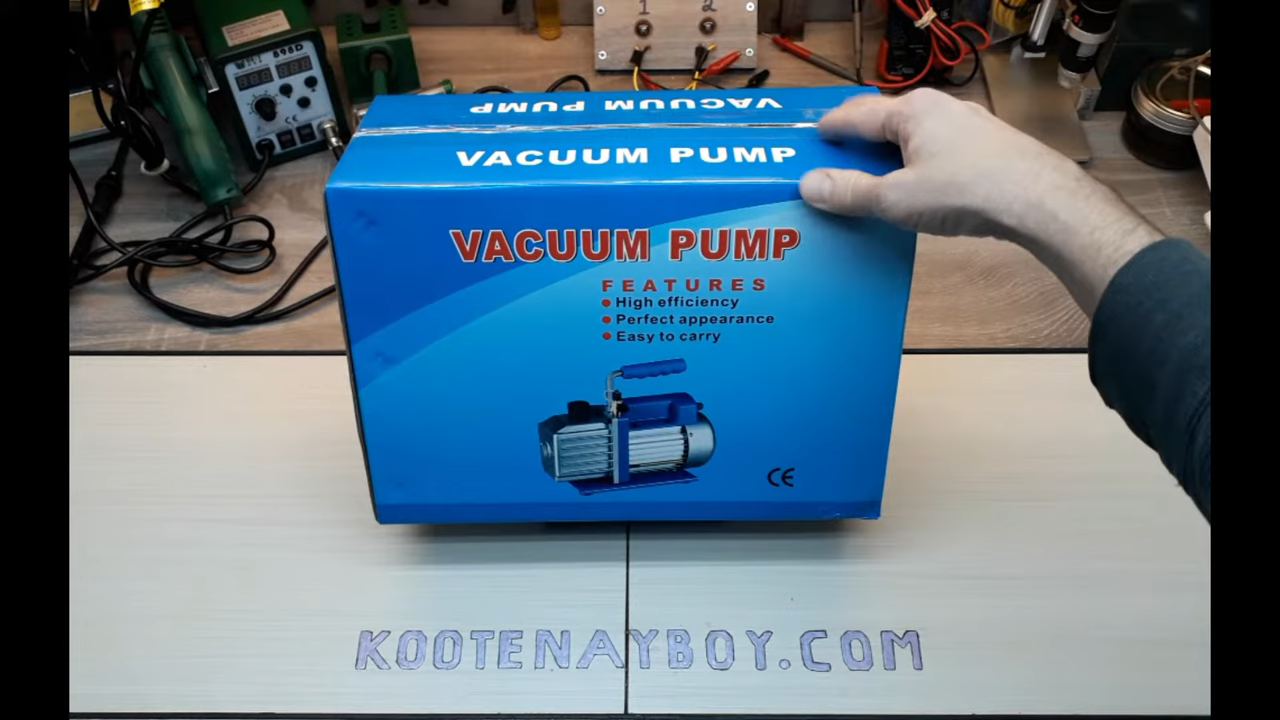 1 2
898D
VACUUM PUMP
VACUUM PUMP
VACUUM PUMP
FEATURES
High efficiency
Perfect appearance
Easy to carry
CE
KOOTENAYBOY.COM